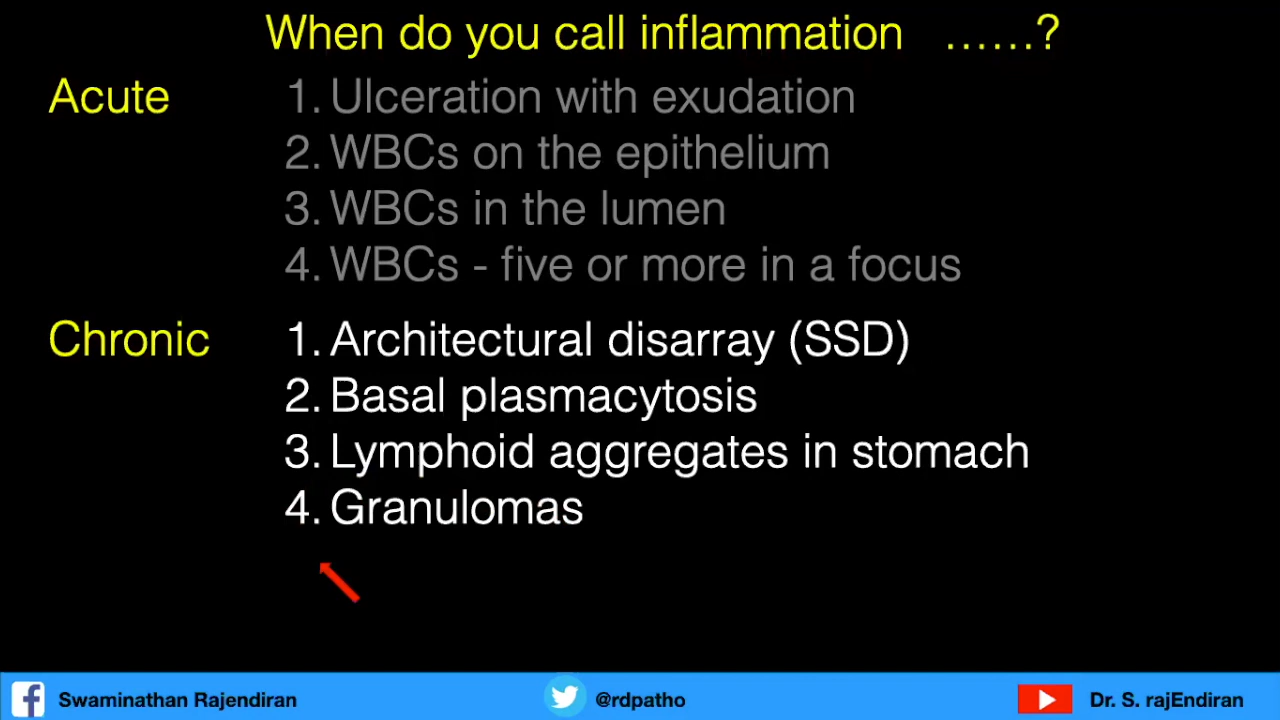 When do you call inflammation ......?
Acute 1. Ulceration with exudation
2. WBCs on the epithelium
3. WBCs in the lumen
4. WBCs - five or more in a focus
Chronic 1. Architectural disarray (SSD)
2. Basal plasmacytosis
3. Lymphoid aggregates in stomach
4. Granulomas
Swaminathan Rajendiran @rdpatho Dr. S. rajEndiran